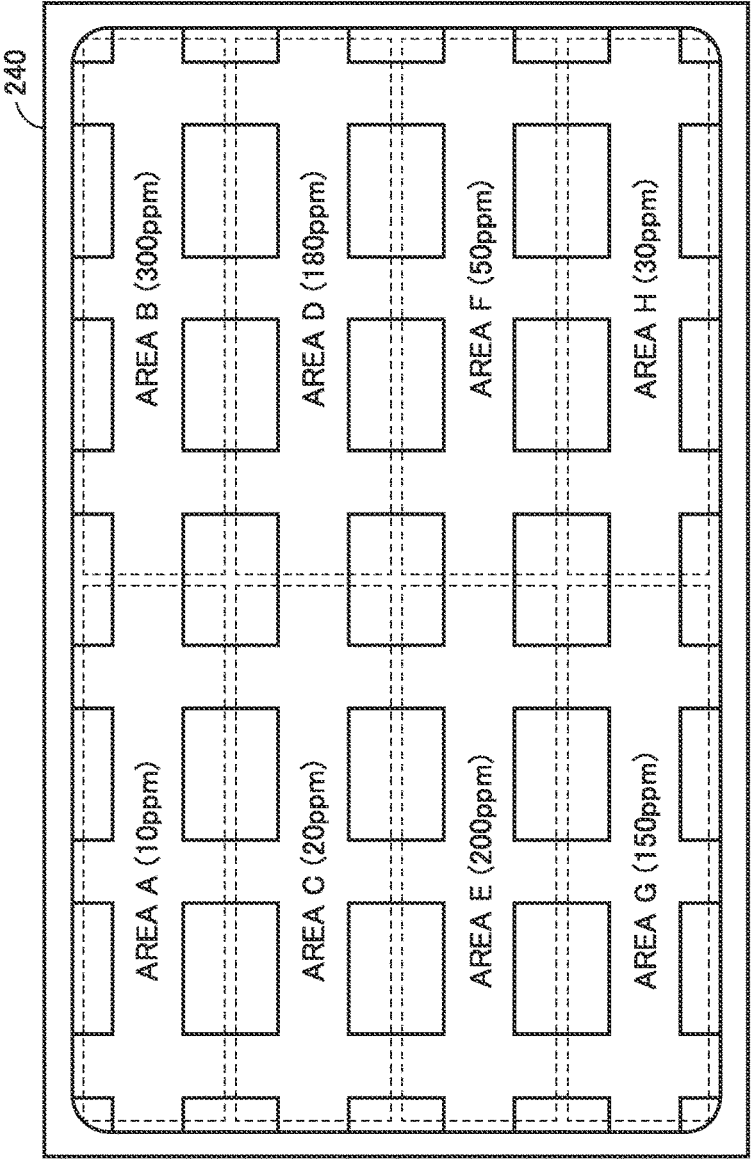 240
AREA A (10ppm)
AREA B (300ppm)
AREA C (20ppm)
AREA D (180ppm)
AREA E (200ppm)
AREA F (50ppm)
AREA G (150ppm)
AREA H (30ppm)